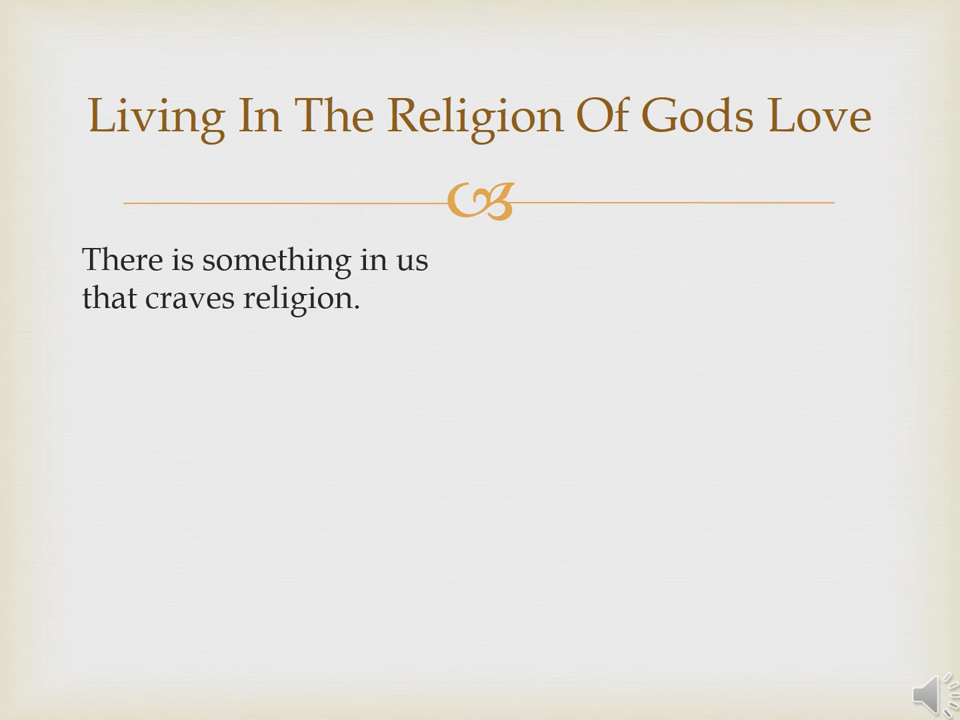 Living In The Religion Of Gods Love
There is something in us
that craves religion.